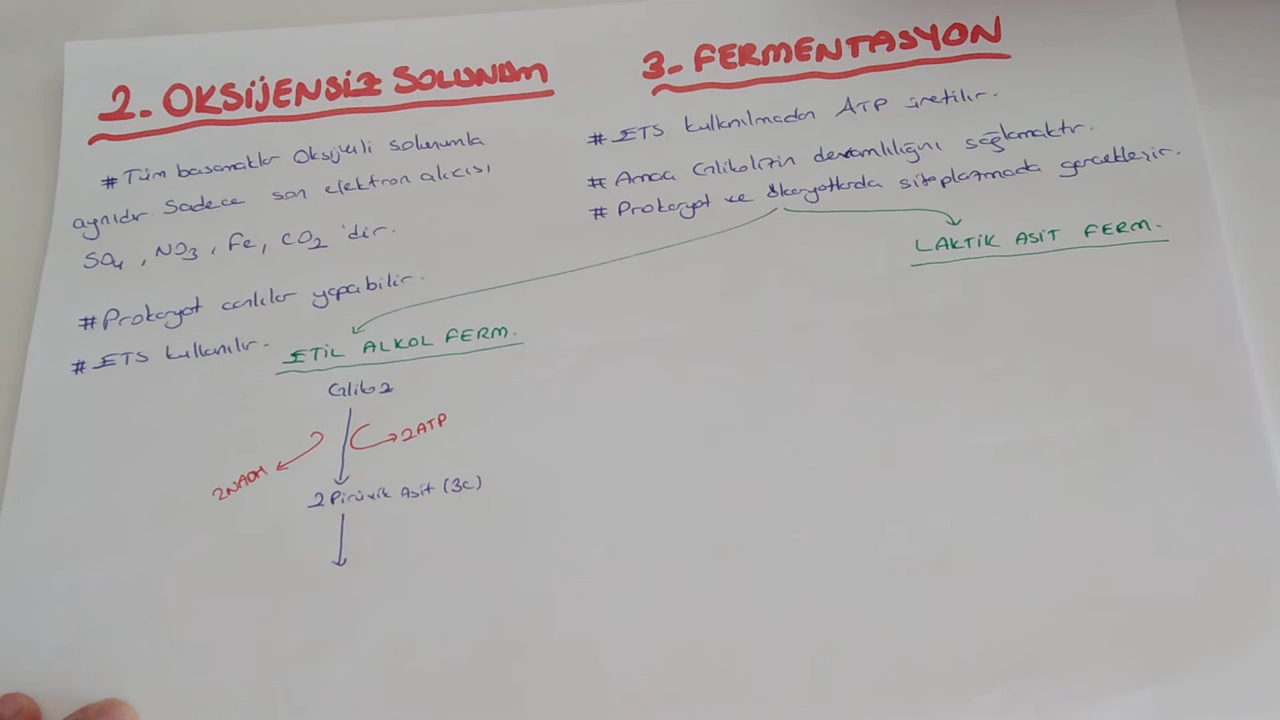 2. OKSİJENSİZ SOLUNUM
#Tüm basamaklar Oksijenli solunumla
aynıdır. Sadece son elektron alıcısı
SO4, NO3, Fe, CO2 'dir.
#Prokaryot canlılar yapabilir.
#ETS kullanılır.
3- FERMENTASYON
#ETS kullanılmadan ATP üretilir.
#Amaç Glikolizin devamlılığını sağlamaktır.
#Prokaryot ve ökaryotlarda sitoplazmada gerçekleşir.
ETİL ALKOL FERM.
LAKTİK ASİT FERM.
2ATP
2NADH
2 Pirüvik Asit (3c)